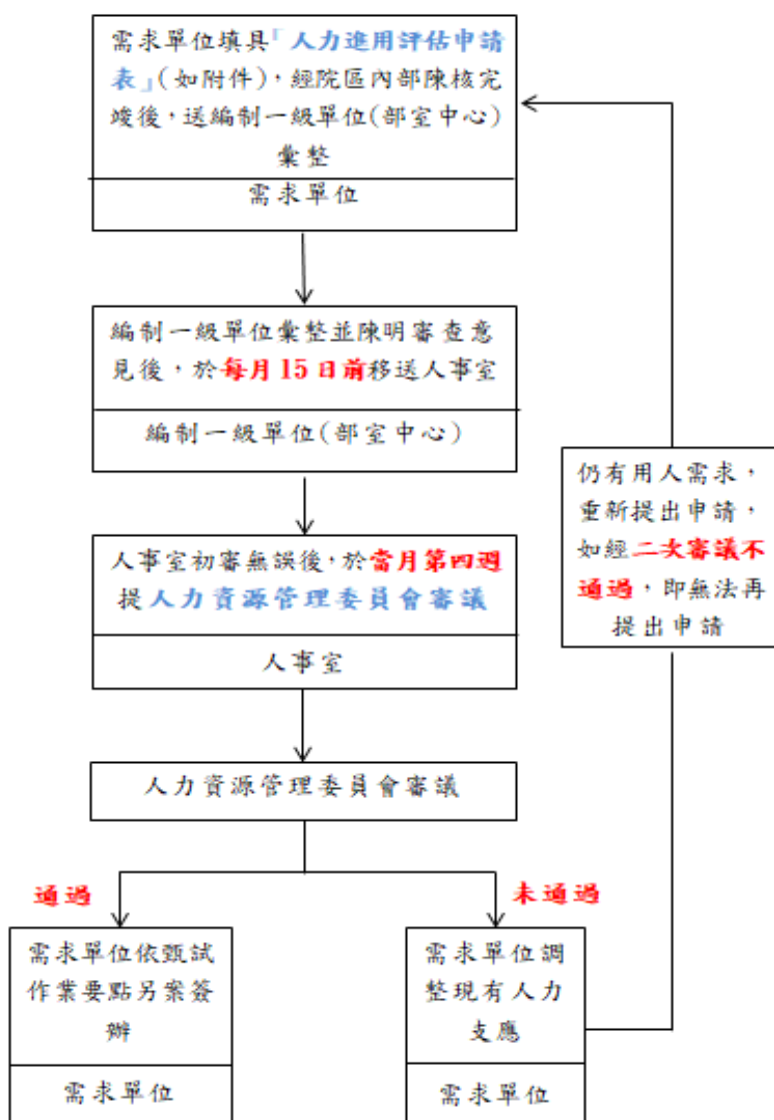 需求單位填具「人力進用評估申請
表」(如附件)，經院區內部陳核完
竣後，送編制一級單位(部室中心)
彙整
需求單位
編制一級單位彙整並陳明審查意
見後，於每月15日前移送人事室
編制一級單位(部室中心)
人事室初審無誤後，於當月第四週
提人力資源管理委員會審議
人事室
人力資源管理委員會審議
通過
需求單位依甄試
作業要點另案簽
辦
需求單位
未通過
需求單位調
整現有人力
支應
需求單位
仍有用人需求，
重新提出申請，
如經二次審議不
通過，即無法再
提出申請